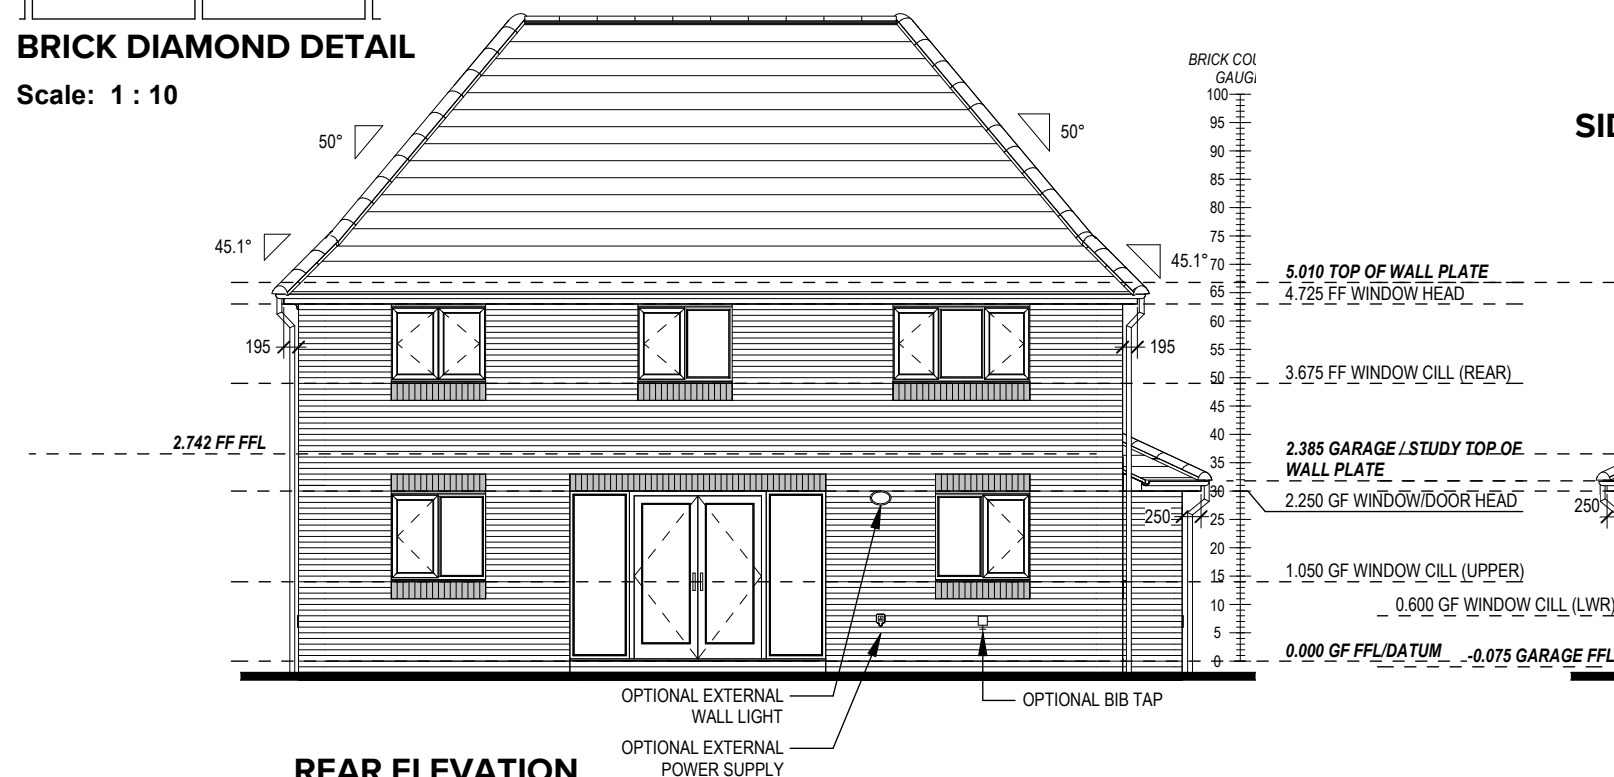 BRICK DIAMOND DETAIL
Scale: 1 : 10
50°
50°
45.1°
45.1°
195
195
2.742 FF FFL
250
BRICK COU
GAUGE
100
95
90
85
80
75
70
65
60
55
50
45
40
35
30
25
20
15
10
5
0
5.010 TOP OF WALL PLATE
4.725 FF WINDOW HEAD
3.675 FF WINDOW CILL (REAR)
2.385 GARAGE / STUDY TOP OF
WALL PLATE
2.250 GF WINDOW/DOOR HEAD
1.050 GF WINDOW CILL (UPPER)
0.600 GF WINDOW CILL (LWR)
0.000 GF FFL/DATUM
-0.075 GARAGE FFL
OPTIONAL EXTERNAL
WALL LIGHT
OPTIONAL EXTERNAL
POWER SUPPLY
OPTIONAL BIB TAP
REAR ELEVATION
SID
250